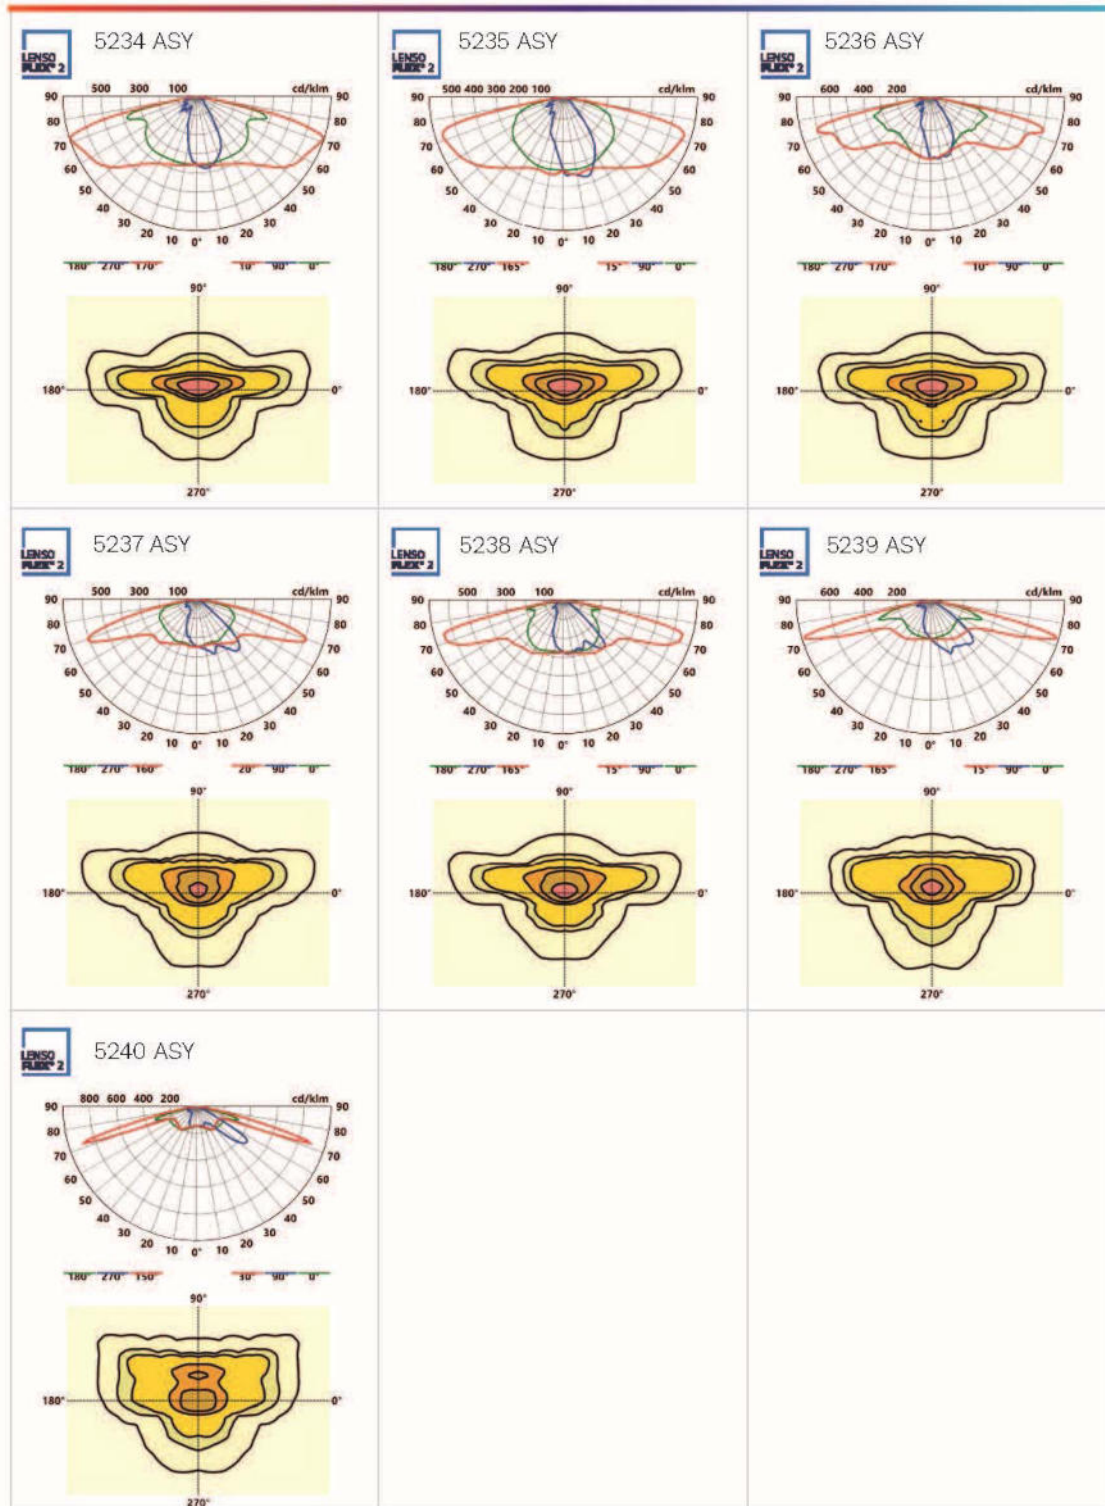 LENSO
FLEX® 2
5234 ASY
500 300 100 cd/klm
90 90
80 80
70 70
60 60
50 50
40 40
30 30
20 10 0° 10 20
180° 270° 170° 10° 90° 0°
90°
180° 0°
270°
LENSO
FLEX® 2
5235 ASY
500 400 300 200 100 cd/klm
90 90
80 80
70 70
60 60
50 50
40 40
30 30
20 10 0° 10 20
180° 270° 165° 15° 90° 0°
90°
180° 0°
270°
LENSO
FLEX® 2
5236 ASY
600 400 200 cd/klm
90 90
80 80
70 70
60 60
50 50
40 40
30 30
20 10 0° 10 20
180° 270° 170° 10° 90° 0°
90°
180° 0°
270°
LENSO
FLEX® 2
5237 ASY
500 300 100 cd/klm
90 90
80 80
70 70
60 60
50 50
40 40
30 30
20 10 0° 10 20
180° 270° 160° 20° 90° 0°
90°
180° 0°
270°
LENSO
FLEX® 2
5238 ASY
500 300 100 cd/klm
90 90
80 80
70 70
60 60
50 50
40 40
30 30
20 10 0° 10 20
180° 270° 165° 15° 90° 0°
90°
180° 0°
270°
LENSO
FLEX® 2
5239 ASY
600 400 200 cd/klm
90 90
80 80
70 70
60 60
50 50
40 40
30 30
20 10 0° 10 20
180° 270° 165° 15° 90° 0°
90°
180° 0°
270°
LENSO
FLEX® 2
5240 ASY
800 600 400 200 cd/klm
90 90
80 80
70 70
60 60
50 50
40 40
30 30
20 10 0° 10 20
180° 270° 150° 30° 90° 0°
90°
180° 0°
270°